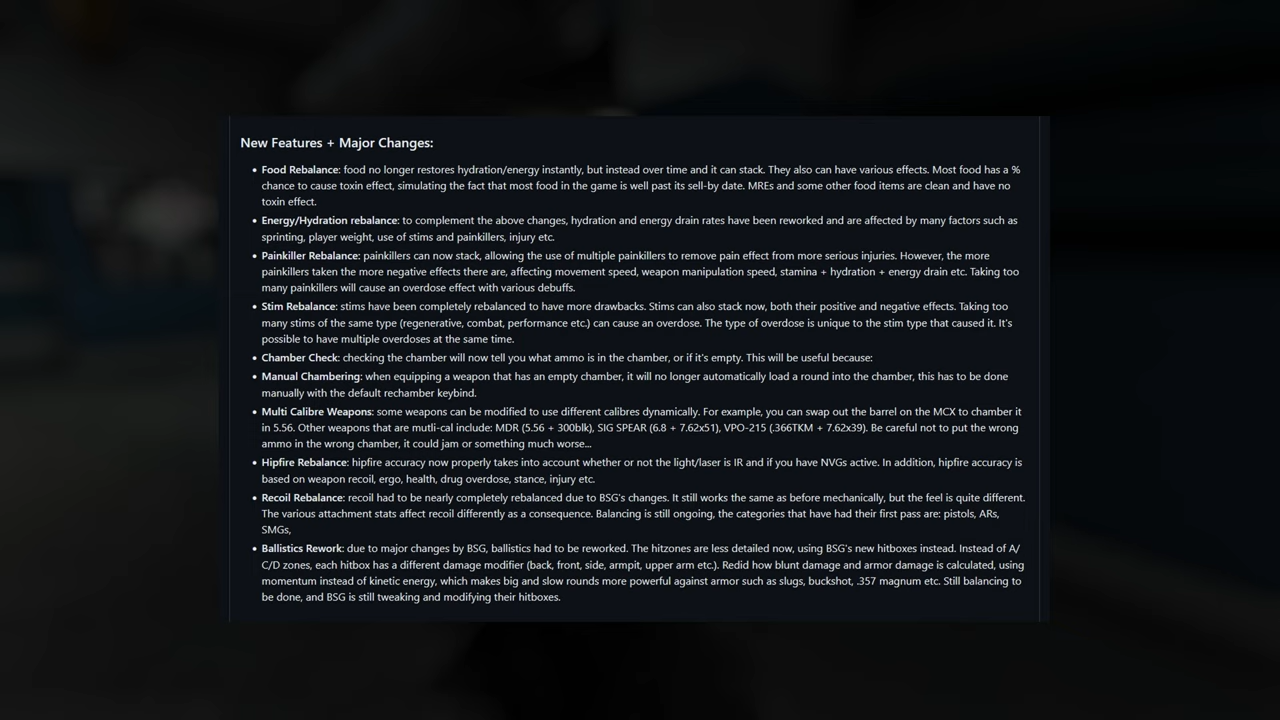 New Features + Major Changes:
• Food Rebalance: food no longer restores hydration/energy instantly, but instead over time and it can stack. They also can have various effects. Most food has a %
chance to cause toxin effect, simulating the fact that most food in the game is well past its sell-by date. MREs and some other food items are clean and have no
toxin effect.
• Energy/Hydration rebalance: to complement the above changes, hydration and energy drain rates have been reworked and are affected by many factors such as
sprinting, player weight, use of stims and painkillers, injury etc.
• Painkiller Rebalance: painkillers can now stack, allowing the use of multiple painkillers to remove pain effect from more serious injuries. However, the more
painkillers taken the more negative effects there are, affecting movement speed, weapon manipulation speed, stamina + hydration + energy drain etc. Taking too
many painkillers will cause an overdose effect with various debuffs.
• Stim Rebalance: stims have been completely rebalanced to have more drawbacks. Stims can also stack now, both their positive and negative effects. Taking too
many stims of the same type (regenerative, combat, performance etc.) can cause an overdose. The type of overdose is unique to the stim type that caused it. It's
possible to have multiple overdoses at the same time.
• Chamber Check: checking the chamber will now tell you what ammo is in the chamber, or if it's empty. This will be useful because:
• Manual Chambering: when equipping a weapon that has an empty chamber, it will no longer automatically load a round into the chamber, this has to be done
manually with the default rechamber keybind.
• Multi Calibre Weapons: some weapons can be modified to use different calibres dynamically. For example, you can swap out the barrel on the MCX to chamber it
in 5.56. Other weapons that are mutli-cal include: MDR (5.56 + 300blk), SIG SPEAR (6.8 + 7.62x51), VPO-215 (.366TKM + 7.62x39). Be careful not to put the wrong
ammo in the wrong chamber, it could jam or something much worse...
• Hipfire Rebalance: hipfire accuracy now properly takes into account whether or not the light/laser is IR and if you have NVGs active. In addition, hipfire accuracy is
based on weapon recoil, ergo, health, drug overdose, stance, injury etc.
• Recoil Rebalance: recoil had to be nearly completely rebalanced due to BSG's changes. It still works the same as before mechanically, but the feel is quite different.
The various attachment stats affect recoil differently as a consequence. Balancing is still ongoing, the categories that have had their first pass are: pistols, ARs,
SMGs,
• Ballistics Rework: due to major changes by BSG, ballistics had to be reworked. The hitzones are less detailed now, using BSG's new hitboxes instead. Instead of A/
C/D zones, each hitbox has a different damage modifier (back, front, side, armpit, upper arm etc.). Redid how blunt damage and armor damage is calculated, using
momentum instead of kinetic energy, which makes big and slow rounds more powerful against armor such as slugs, buckshot, .357 magnum etc. Still balancing to
be done, and BSG is still tweaking and modifying their hitboxes.